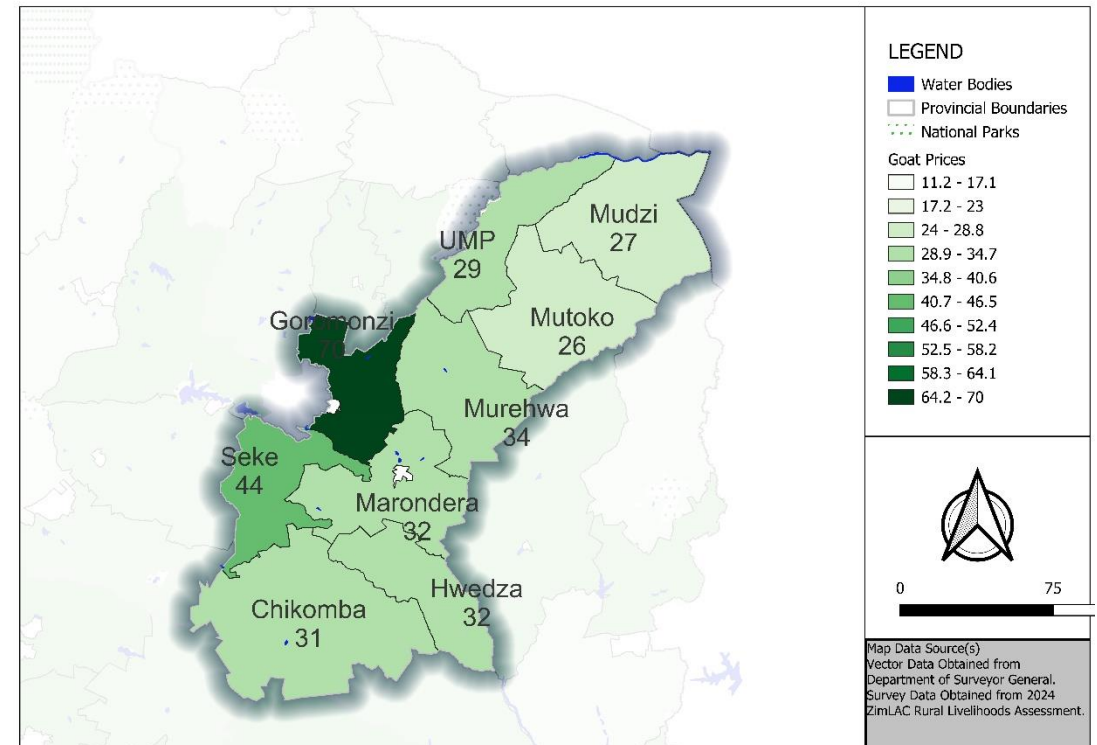 LEGEND
Water Bodies
Provincial Boundaries
National Parks
Goat Prices
11.2 - 17.1
17.2 - 23
24 - 28.8
28.9 - 34.7
34.8 - 40.6
40.7 - 46.5
46.6 - 52.4
52.5 - 58.2
58.3 - 64.1
64.2 - 70
Mudzi
27
UMP
29
Mutoko
26
Goromonzi
70
Murehwa
34
Seke
44
Marondera
32
Hwedza
32
Chikomba
31
0 75
Map Data Source(s)
Vector Data Obtained from
Department of Surveyor General.
Survey Data Obtained from 2024
ZimLAC Rural Livelihoods Assessment.